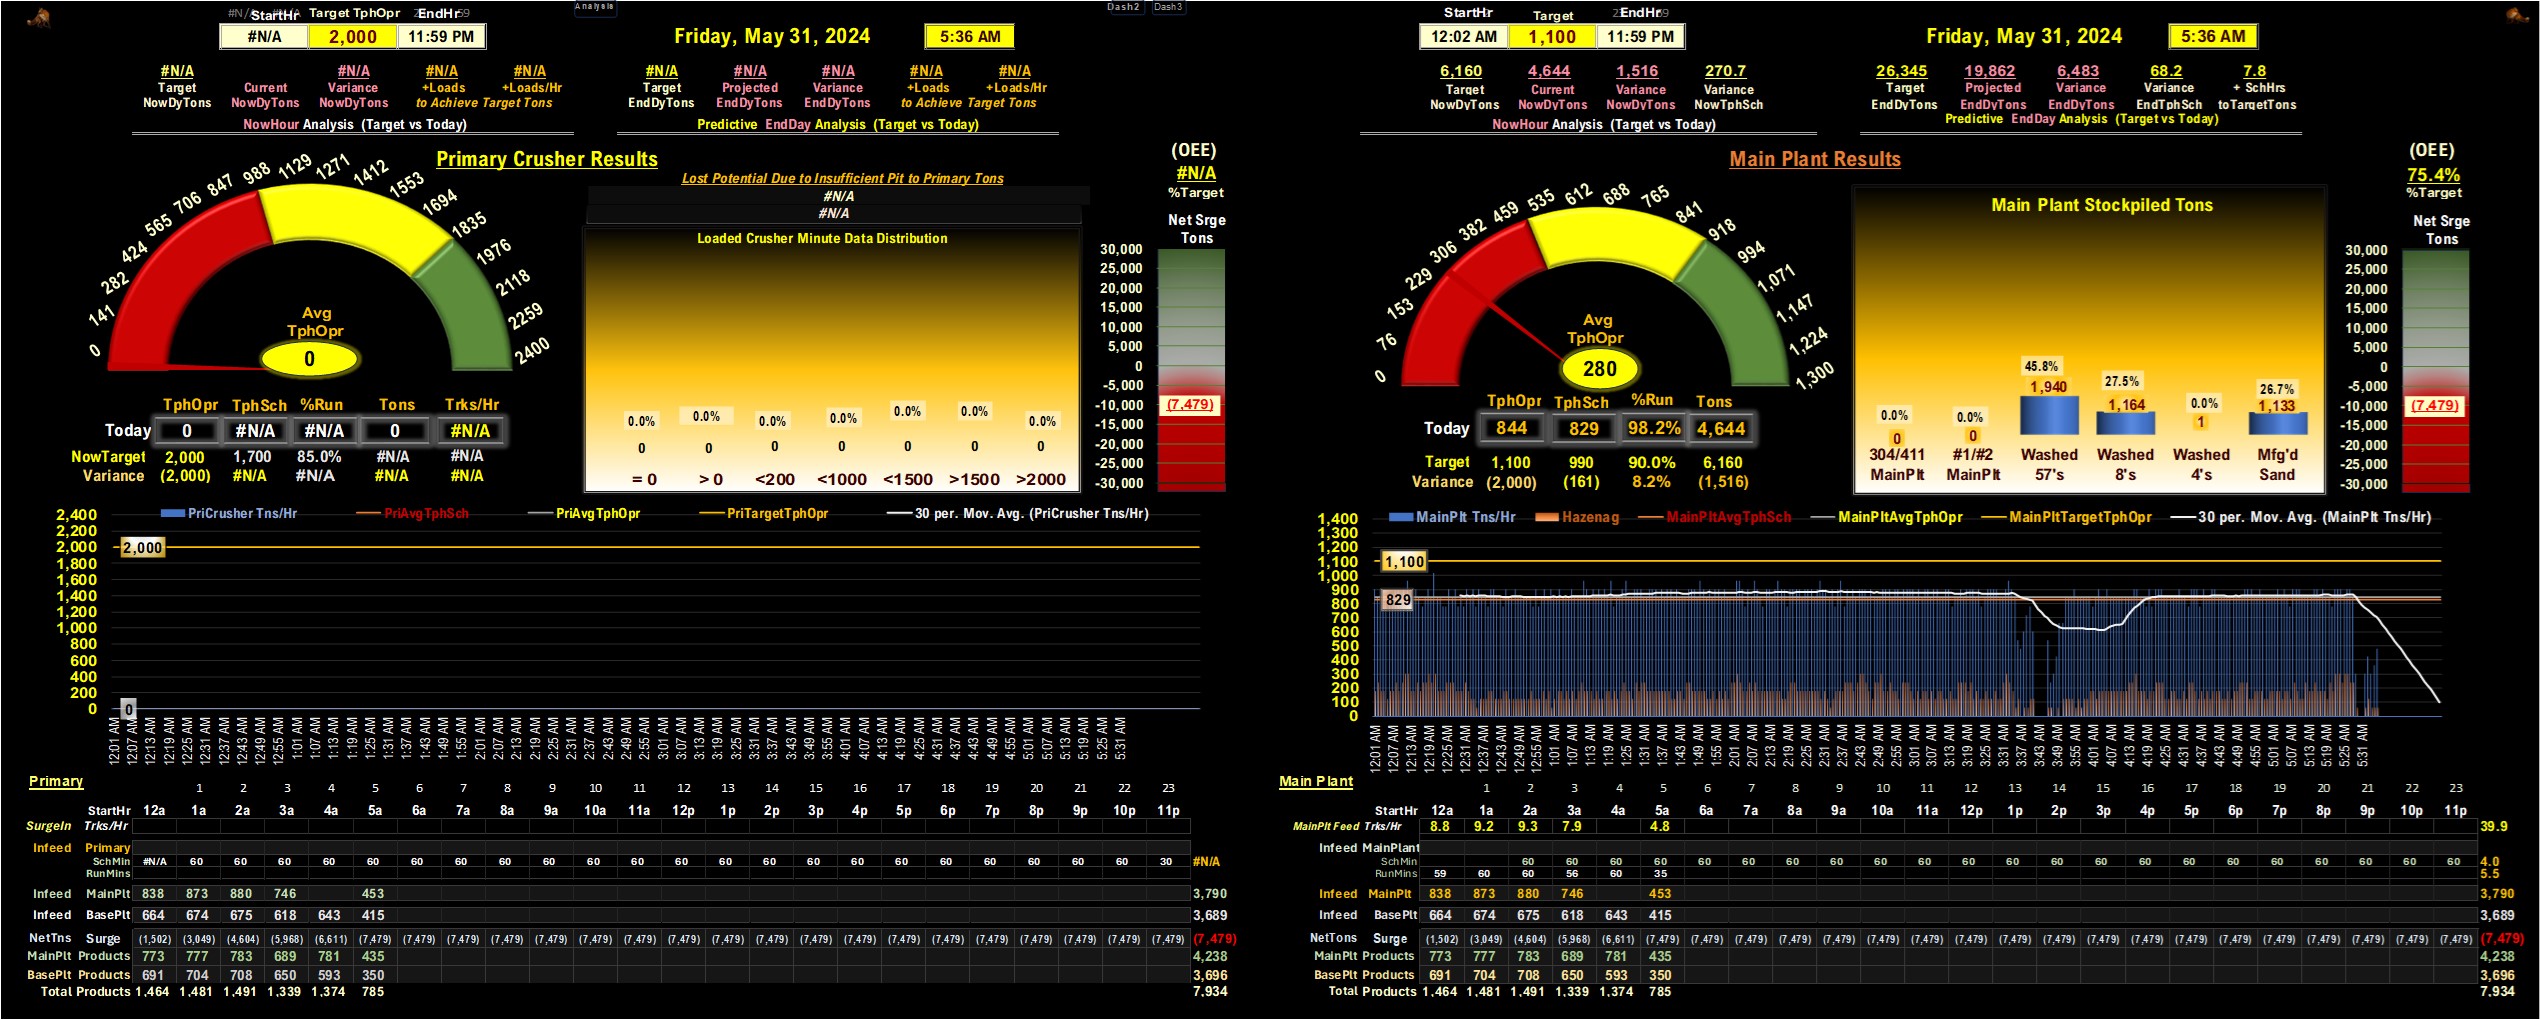 StartHr Target TphOpr EndHr
#N/A 2,000 11:59 PM
Analysis
Dash2 Dash3
Friday, May 31, 2024 5:36 AM
#N/A #N/A #N/A #N/A
Target Current Variance +Loads +Loads/Hr
NowDyTons NowDyTons NowDyTons to Achieve Target Tons
NowHour Analysis (Target vs Today)
#N/A #N/A #N/A #N/A #N/A
Target Projected Variance +Loads +Loads/Hr
EndDyTons EndDyTons EndDyTons to Achieve Target Tons
Predictive EndDay Analysis (Target vs Today)
Primary Crusher Results
0 141 282 424 565 706 847 988 1129 1271 1412 1553 1694 1835 1976 2118 2259 2400
Avg
TphOpr
0
TphOpr TphSch %Run Tons Trks/Hr
Today 0 #N/A #N/A 0 #N/A
NowTarget 2,000 1,700 85.0% #N/A #N/A
Variance (2,000) #N/A #N/A #N/A #N/A
Lost Potential Due to Insufficient Pit to Primary Tons
#N/A
#N/A
Loaded Crusher Minute Data Distribution
0.0% 0.0% 0.0% 0.0% 0.0% 0.0% 0.0%
0 0 0 0 0 0 0
= 0 > 0 <200 <1000 <1500 >1500 >2000
(OEE)
#N/A
%Target
Net Srge
Tons
30,000
25,000
20,000
15,000
10,000
5,000
0
-5,000
-10,000 (7,479)
-15,000
-20,000
-25,000
-30,000
PriCrusher Tns/Hr PriAvgTphSch PriAvgTphOpr PriTargetTphOpr 30 per. Mov. Avg. (PriCrusher Tns/Hr)
2,400
2,200
2,000 2,000
1,800
1,600
1,400
1,200
1,000
800
600
400
200
0 0
12:01 AM 12:07 AM 12:13 AM 12:19 AM 12:25 AM 12:31 AM 12:37 AM 12:43 AM 12:49 AM 12:55 AM 1:01 AM 1:07 AM 1:13 AM 1:19 AM 1:25 AM 1:31 AM 1:37 AM 1:43 AM 1:49 AM 1:55 AM 2:01 AM 2:07 AM 2:13 AM 2:19 AM 2:25 AM 2:31 AM 2:37 AM 2:43 AM 2:49 AM 2:55 AM 3:01 AM 3:07 AM 3:13 AM 3:25 AM 3:31 AM 3:37 AM 3:43 AM 3:49 AM 3:55 AM 4:01 AM 4:07 AM 4:13 AM 4:19 AM 4:25 AM 4:31 AM 4:37 AM 4:43 AM 4:49 AM 4:55 AM 5:01 AM 5:07 AM 5:13 AM 5:19 AM 5:25 AM 5:31 AM
Primary 1 2 3 4 5 6 7 8 9 10 11 12 13 14 15 16 17 18 19 20 21 22 23
StartHr 12a 1a 2a 3a 4a 5a 6a 7a 8a 9a 10a 11a 12p 1p 2p 3p 4p 5p 6p 7p 8p 9p 10p 11p
SurgeIn Trks/Hr
Infeed Primary
SchMin #N/A 60 60 60 60 60 60 60 60 60 60 60 60 60 60 60 60 60 60 60 60 60 60 30 #N/A
RunMins
Infeed MainPlt 838 873 880 746 453 3,790
Infeed BasePlt 664 674 675 618 643 415 3,689
NetTns Surge (1,502) (3,049) (4,604) (5,968) (6,611) (7,479) (7,479) (7,479) (7,479) (7,479) (7,479) (7,479) (7,479) (7,479) (7,479) (7,479) (7,479) (7,479) (7,479) (7,479) (7,479) (7,479) (7,479) (7,479) (7,479)
MainPlt Products 773 777 783 689 781 435 4,238
BasePlt Products 691 704 708 650 593 350 3,696
Total Products 1,464 1,481 1,491 1,339 1,374 785 7,934
StartHr Target EndHr
12:02 AM 1,100 11:59 PM
Friday, May 31, 2024 5:36 AM
6,160 4,644 1,516 270.7
Target Current Variance Variance
NowDyTons NowDyTons NowDyTons NowTphSch
NowHour Analysis (Target vs Today)
26,345 19,862 6,483 68.2 7.8
Target Projected Variance Variance + SchHrs
EndDyTons EndDyTons EndDyTons EndTphSch toTargetTons
Predictive EndDay Analysis (Target vs Today)
Main Plant Results
0 76 153 229 306 382 459 535 612 688 765 841 918 994 1,071 1,147 1,224 1,300
Avg
TphOpr
280
TphOpr TphSch %Run Tons
Today 844 829 98.2% 4,644
Target 1,100 990 90.0% 6,160
Variance (2,000) (161) 8.2% (1,516)
Main Plant Stockpiled Tons
0.0% 0.0% 45.8% 27.5% 0.0% 26.7%
0 0 1,940 1,164 1 1,133
304/411 #1/#2 Washed Washed Washed Mfg'd
MainPlt MainPlt 57's 8's 4's Sand
(OEE)
75.4%
%Target
Net Srge
Tons
30,000
25,000
20,000
15,000
10,000
5,000
0
-5,000
-10,000 (7,479)
-15,000
-20,000
-25,000
-30,000
MainPlt Tns/Hr Hazenag MainPltAvgTphSch MainPltAvgTphOpr MainPltTargetTphOpr 30 per. Mov. Avg. (MainPlt Tns/Hr)
1,400
1,300
1,200
1,100 1,100
1,000
900
800 829
700
600
500
400
300
200
100
0
12:01 AM 12:07 AM 12:13 AM 12:19 AM 12:25 AM 12:31 AM 12:37 AM 12:43 AM 12:49 AM 12:55 AM 1:01 AM 1:07 AM 1:13 AM 1:19 AM 1:25 AM 1:31 AM 1:37 AM 1:43 AM 1:49 AM 1:55 AM 2:01 AM 2:07 AM 2:13 AM 2:19 AM 2:25 AM 2:31 AM 2:37 AM 2:43 AM 2:49 AM 2:55 AM 3:01 AM 3:07 AM 3:13 AM 3:19 AM 3:25 AM 3:31 AM 3:37 AM 3:43 AM 3:49 AM 3:55 AM 4:01 AM 4:07 AM 4:13 AM 4:19 AM 4:25 AM 4:31 AM 4:37 AM 4:43 AM 4:49 AM 4:55 AM 5:01 AM 5:07 AM 5:13 AM 5:19 AM 5:25 AM 5:31 AM
Main Plant 1 2 3 4 5 6 7 8 9 10 11 12 13 14 15 16 17 18 19 20 21 22 23
StartHr 12a 1a 2a 3a 4a 5a 6a 7a 8a 9a 10a 11a 12p 1p 2p 3p 4p 5p 6p 7p 8p 9p 10p 11p
MainPlt Feed Trks/Hr 8.8 9.2 9.3 7.9 4.8 39.9
Infeed MainPlant
SchMin 60 60 60 60 60 60 60 60 60 60 60 60 60 60 60 60 60 60 60 60 60 60 4.0
RunMins 59 60 60 56 60 35 5.5
Infeed MainPlt 838 873 880 746 453 3,790
Infeed BasePlt 664 674 675 618 643 415 3,689
NetTons Surge (1,502) (3,049) (4,604) (5,968) (6,611) (7,479) (7,479) (7,479) (7,479) (7,479) (7,479) (7,479) (7,479) (7,479) (7,479) (7,479) (7,479) (7,479) (7,479) (7,479) (7,479) (7,479) (7,479) (7,479) (7,479)
MainPlt Products 773 777 783 689 781 435 4,238
BasePlt Products 691 704 708 650 593 350 3,696
Total Products 1,464 1,481 1,491 1,339 1,374 785 7,934